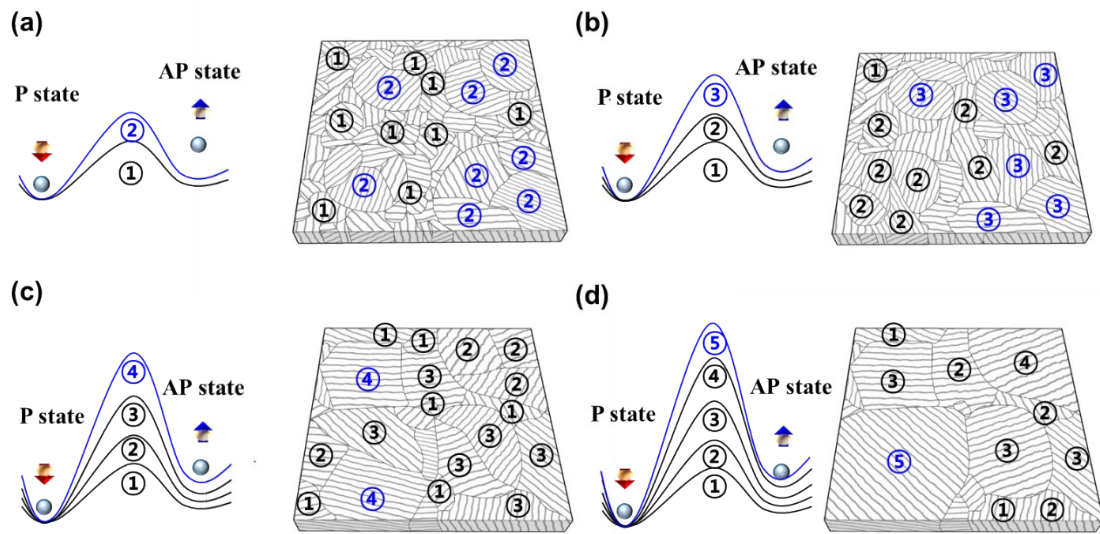 (a)
AP state
P state
②
①
① ① ②
② ① ②
① ① ① ①
②
② ② ①
① ② ②
(b)
AP state
P state
③
②
①
① ③
③ ③ ②
② ②
② ② ② ③
② ② ③ ③
(c)
AP state
P state
④
③
②
①
① ① ② ②
④ ③ ②
① ①
③ ③
② ③ ③
① ④ ① ③
(d)
AP state
P state
⑤
④
③
②
①
①
③ ② ④
②
⑤ ③ ③
① ②